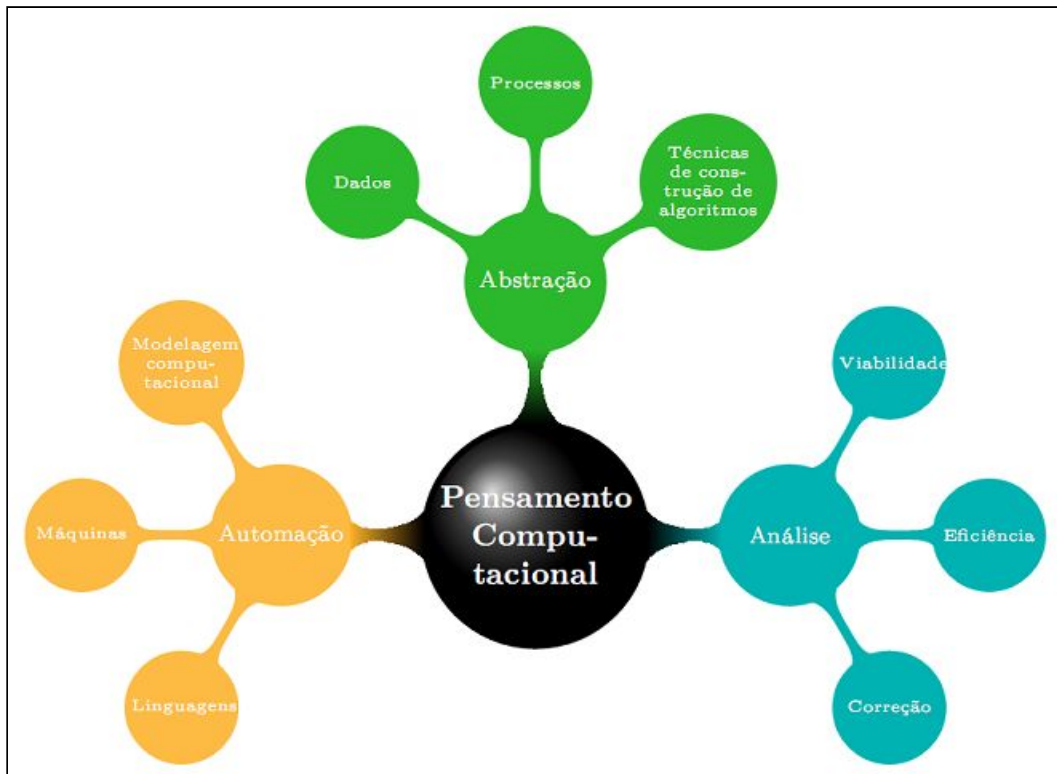 Processos
Dados
Técnicas
de cons-
trução de
algoritmos
Abstração
Modelagem
compu-
tacional
Viabilidade
Máquinas
Automação
Pensamento
Compu-
tacional
Análise
Eficiência
Linguagens
Correção